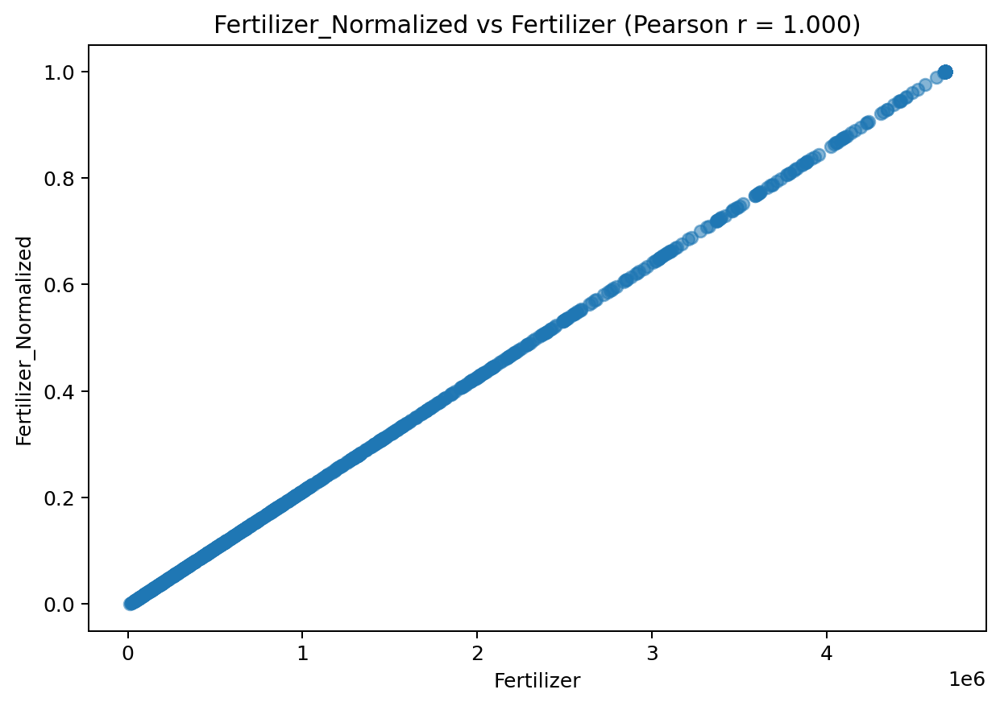 Fertilizer_Normalized vs Fertilizer (Pearson r = 1.000)
Fertilizer_Normalized
1.0
0.8
0.6
0.4
0.2
0.0
0 1 2 3 4
1e6
Fertilizer